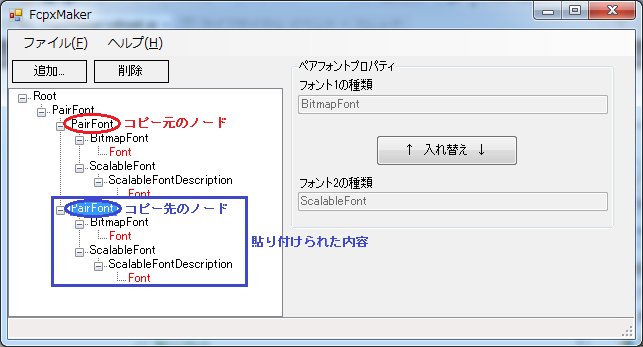 FcpxMaker
ファイル(F) ヘルプ(H)
追加... 削除
Root
PairFont
PairFont コピー元のノード
BitmapFont
Font
ScalableFont
ScalableFontDescription
Font
PairFont コピー先のノード
BitmapFont
Font
ScalableFont
ScalableFontDescription
Font
貼り付けられた内容
ペアフォントプロパティ
フォント1の種類
BitmapFont
↑ 入れ替え ↓
フォント2の種類
ScalableFont